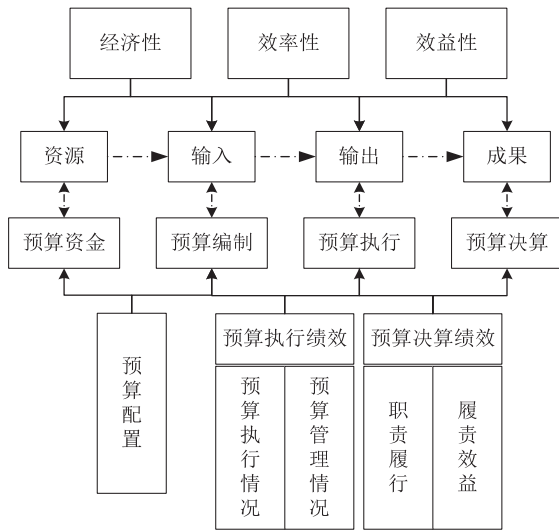 经济性
效率性
效益性
资源
输入
输出
成果
预算资金
预算编制
预算执行
预算决算
预算配置
预算执行绩效
预算决算绩效
预算执行情况
预算管理情况
职责履行
履责效益